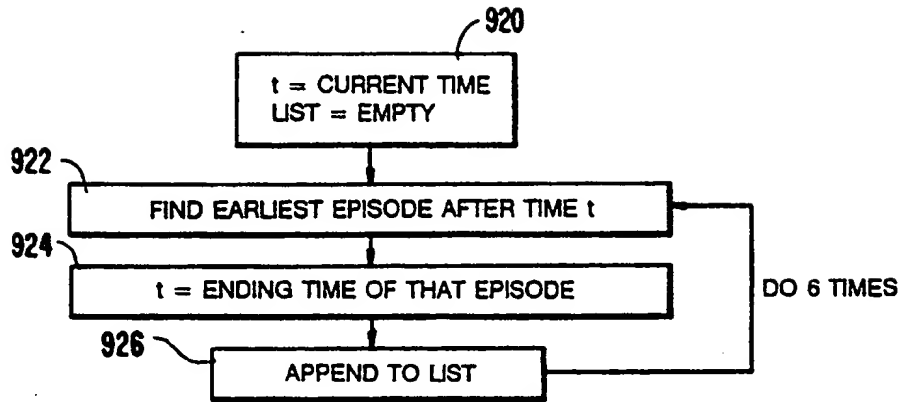 920
t = CURRENT TIME
LIST = EMPTY
922
FIND EARLIEST EPISODE AFTER TIME t
924
t = ENDING TIME OF THAT EPISODE
DO 6 TIMES
926
APPEND TO LIST